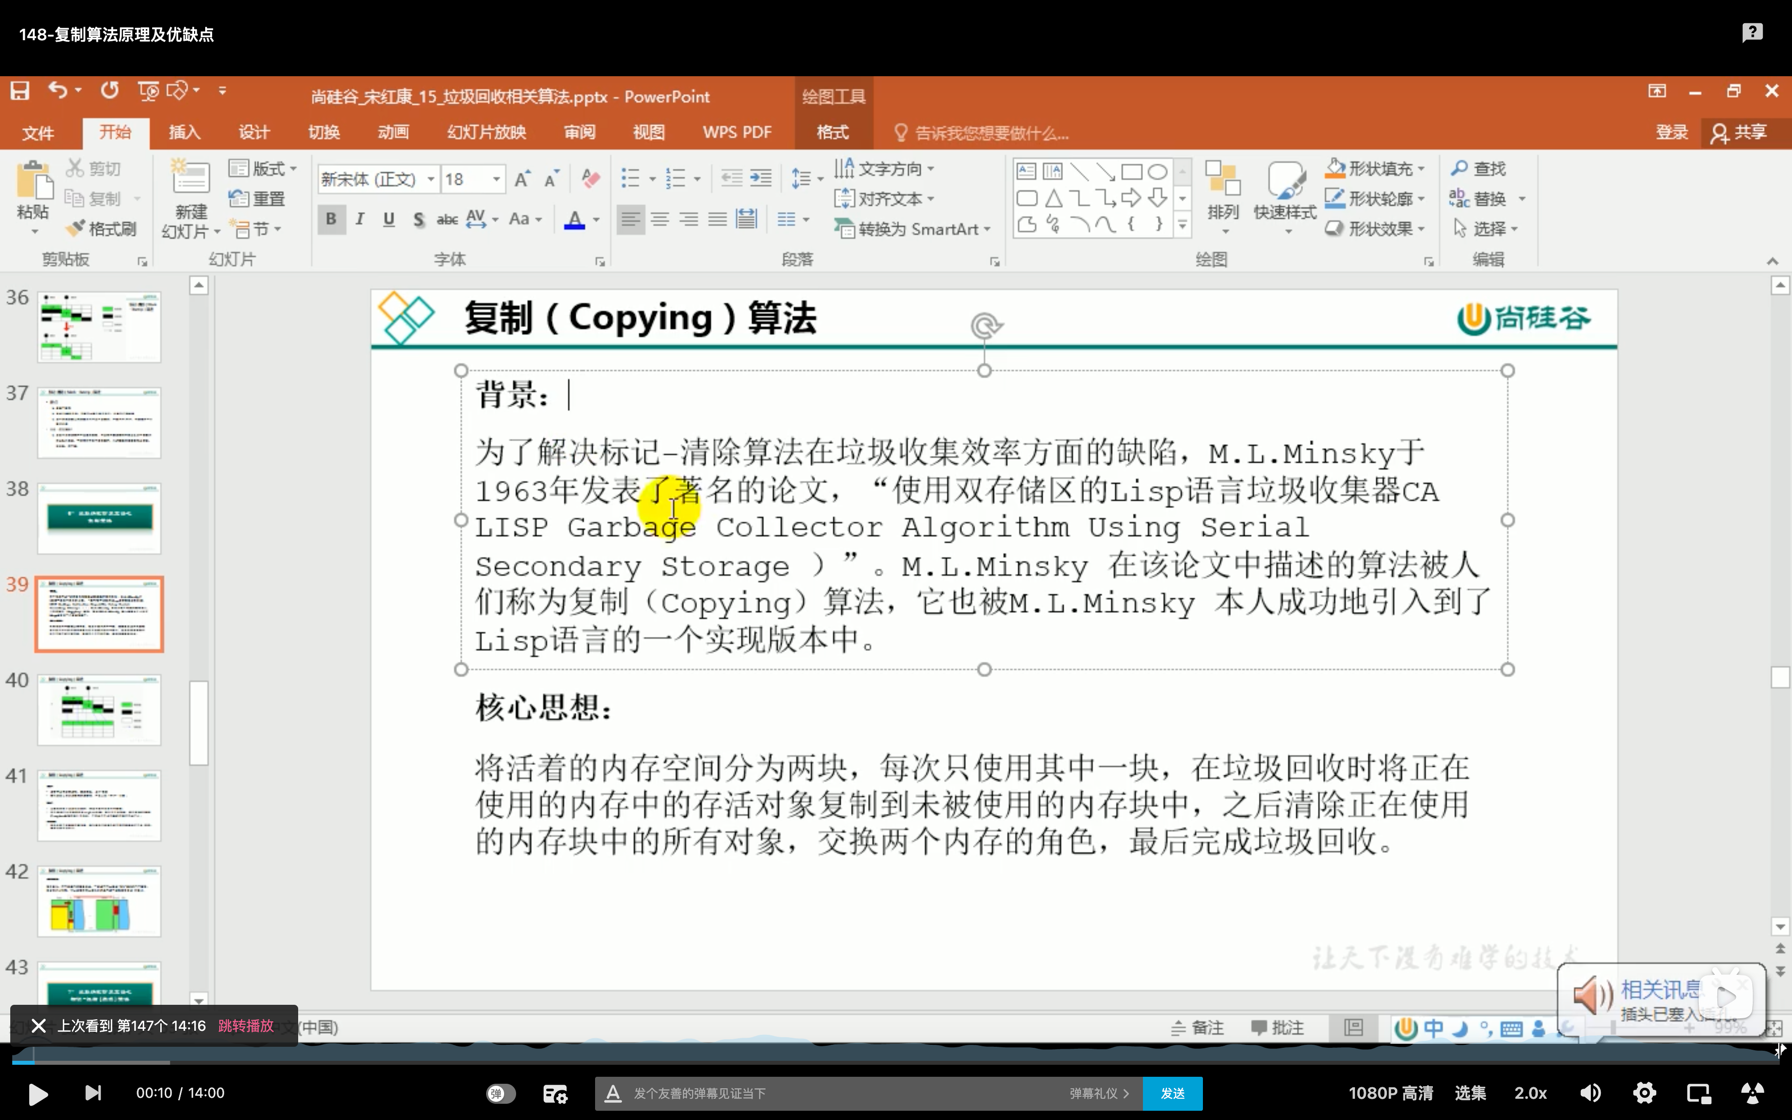 148-复制算法原理及优缺点
尚硅谷_宋红康_15_垃圾回收相关算法.pptx - PowerPoint
绘图工具
文件 开始 插入 设计 切换 动画 幻灯片放映 审阅 视图 WPS PDF 格式 告诉我您想要做什么... 登录 共享
粘贴
剪切
复制
格式刷
剪贴板
新建
幻灯片
版式
重置
节
幻灯片
新宋体 (正文) 18
B I U S abc AV Aa A
字体
文字方向
对齐文本
转换为 SmartArt
段落
排列
快速样式
形状填充
形状轮廓
形状效果
绘图
查找
替换
选择
编辑
36
37
38
39
40
41
42
43
复制（Copying）算法
尚硅谷
背景：
为了解决标记-清除算法在垃圾收集效率方面的缺陷，M.L.Minsky于
1963年发表了著名的论文，“使用双存储区的Lisp语言垃圾收集器CA
LISP Garbage Collector Algorithm Using Serial
Secondary Storage ）”。M.L.Minsky 在该论文中描述的算法被人
们称为复制（Copying）算法，它也被M.L.Minsky 本人成功地引入到了
Lisp语言的一个实现版本中。
核心思想：
将活着的内存空间分为两块，每次只使用其中一块，在垃圾回收时将正在
使用的内存中的存活对象复制到未被使用的内存块中，之后清除正在使用
的内存块中的所有对象，交换两个内存的角色，最后完成垃圾回收。
让天下没有难学的技术
相关讯息
插头已塞入插孔
上次看到 第147个 14:16 跳转播放
(中国)
备注 批注 中 99%
00:10 / 14:00
弹
发个友善的弹幕见证当下
弹幕礼仪
发送
1080P 高清 选集 2.0x